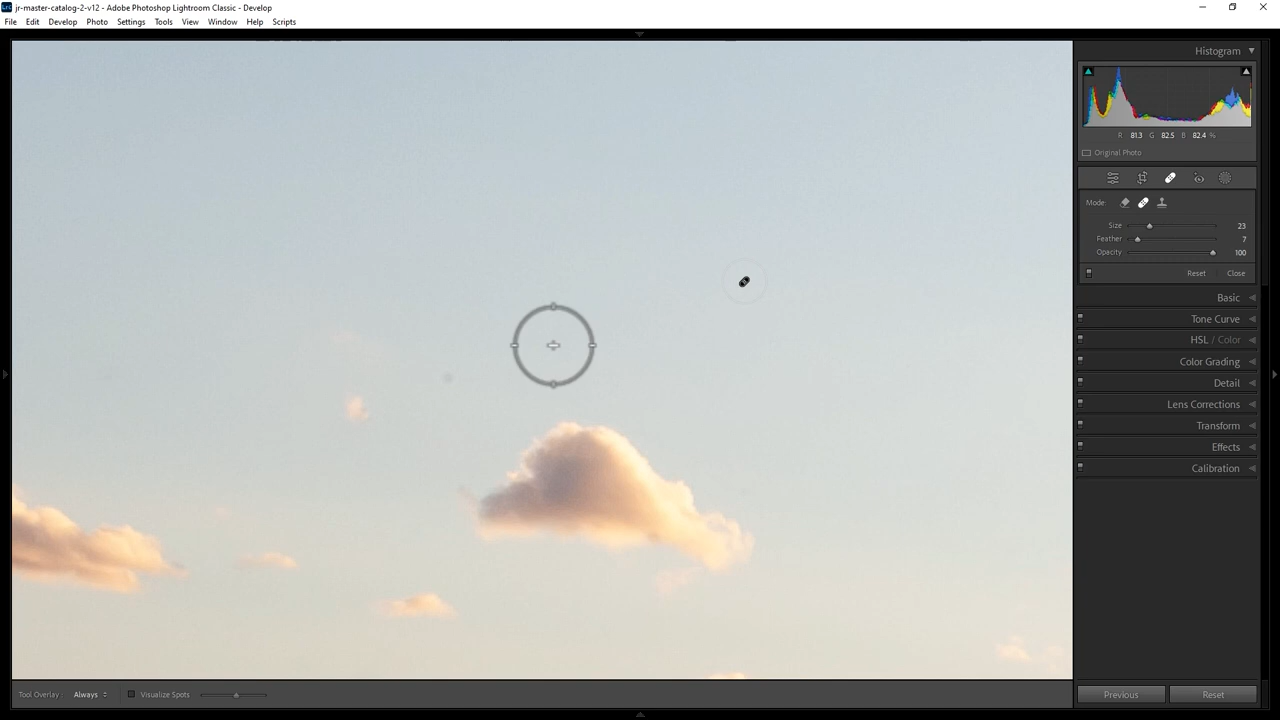 jr-master-catalog-2-v12 - Adobe Photoshop Lightroom Classic - Develop
File Edit Develop Photo Settings Tools View Window Help Scripts
Histogram
R 81.3 G 82.5 B 82.4 %
Original Photo
Mode:
Size 23
Feather 7
Opacity 100
Reset Close
Basic
Tone Curve
HSL / Color
Color Grading
Detail
Lens Corrections
Transform
Effects
Calibration
Tool Overlay : Always Visualize Spots
Previous Reset